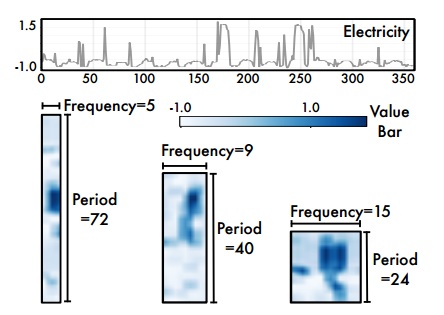 1.5
Electricity
-1.0
0 50 100 150 200 250 300 350
Frequency=5
-1.0 1.0
Value
Bar
Frequency=9
Period
=72
Frequency=15
Period
=40
Period
=24